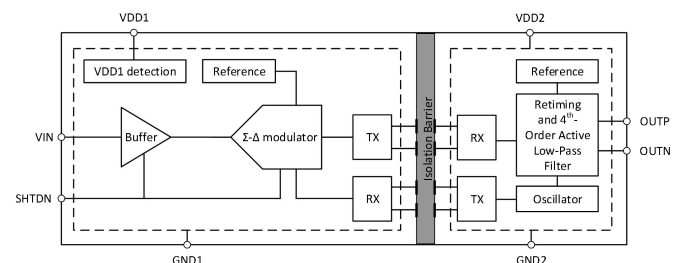 VDD1
VDD2
VDD1 detection
Reference
Reference
VIN
Buffer
Σ-Δ modulator
TX
Isolation Barrier
RX
Retiming
and 4th-
Order Active
Low-Pass
Filter
OUTP
OUTN
SHTDN
RX
TX
Oscillator
GND1
GND2